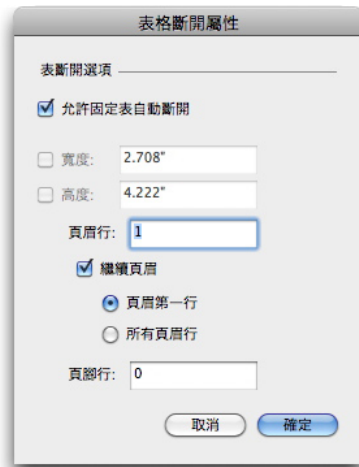 表格斷開屬性
表斷開選項
允許固定表自動斷開
寬度: 2.708"
高度: 4.222"
頁眉行: 1
繼續頁眉
頁眉第一行
所有頁眉行
頁腳行: 0
取消 確定